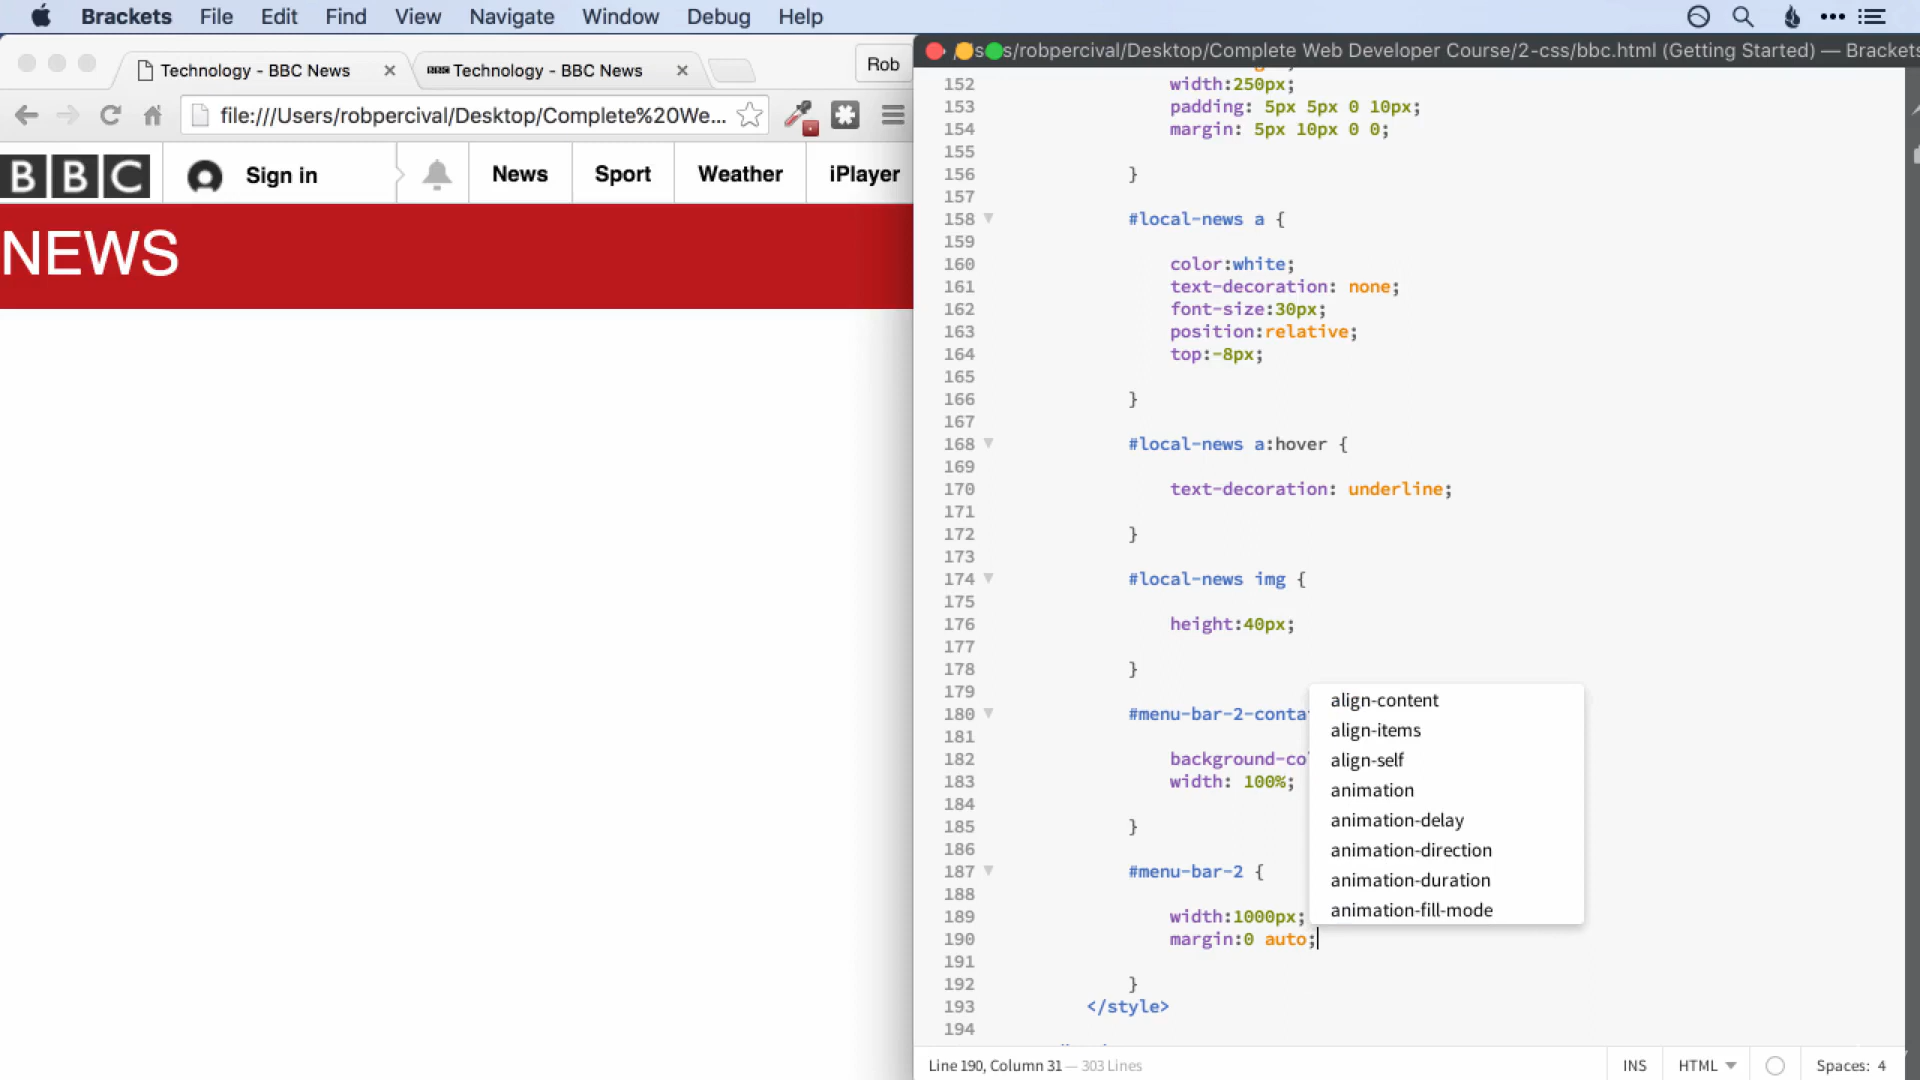 Brackets File Edit Find View Navigate Window Debug Help
Technology - BBC News
BBC Technology - BBC News
Rob
s/robpercival/Desktop/Complete Web Developer Course/2-css/bbc.html (Getting Started) — Brackets
file:///Users/robpercival/Desktop/Complete%20We...
BBC Sign in News Sport Weather iPlayer
NEWS
152 width:250px;
153 padding: 5px 5px 0 10px;
154 margin: 5px 10px 0 0;
155
156 }
157
158 #local-news a {
159
160 color:white;
161 text-decoration: none;
162 font-size:30px;
163 position:relative;
164 top:-8px;
165
166 }
167
168 #local-news a:hover {
169
170 text-decoration: underline;
171
172 }
173
174 #local-news img {
175
176 height:40px;
177
178 }
179
180 #menu-bar-2-conta
181
182 background-co
183 width: 100%;
184
185 }
186
187 #menu-bar-2 {
188
189 width:1000px;
190 margin:0 auto;
191
192 }
193 </style>
194
align-content
align-items
align-self
animation
animation-delay
animation-direction
animation-duration
animation-fill-mode
Line 190, Column 31 — 303 Lines
INS HTML Spaces: 4